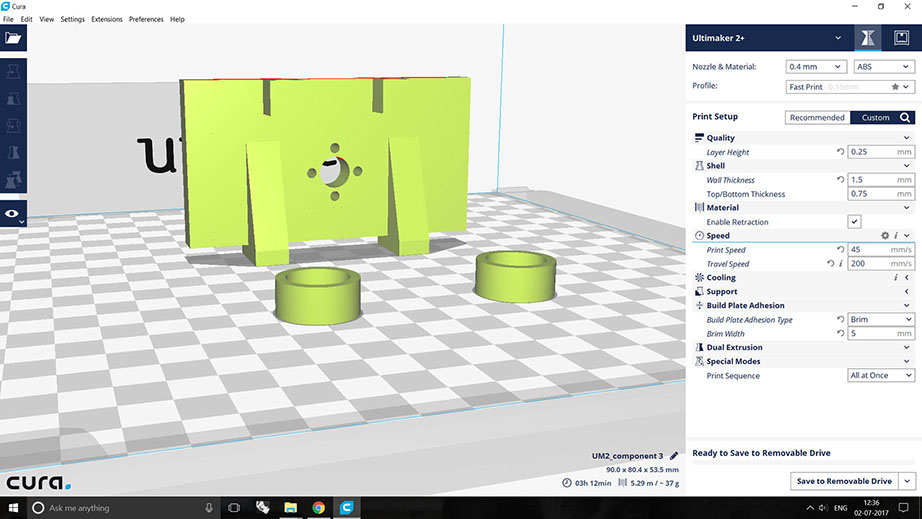 Cura
File Edit View Settings Extensions Preferences Help
Ultimaker 2+
Nozzle & Material: 0.4 mm ABS
Profile: Fast Print - 0.15mm
Print Setup Recommended Custom
Quality
Layer Height 0.25 mm
Shell
Wall Thickness 1.5 mm
Top/Bottom Thickness 0.75 mm
Material
Enable Retraction
Speed
Print Speed 45 mm/s
Travel Speed 200 mm/s
Cooling
Support
Build Plate Adhesion
Build Plate Adhesion Type Brim
Brim Width 5 mm
Dual Extrusion
Special Modes
Print Sequence All at Once
UM2_component 3
90.0 x 80.4 x 53.5 mm
03h 12min 5.29 m / ~ 37 g
Ready to Save to Removable Drive
Save to Removable Drive
cura.
Ask me anything
ENG
12:36
02-07-2017